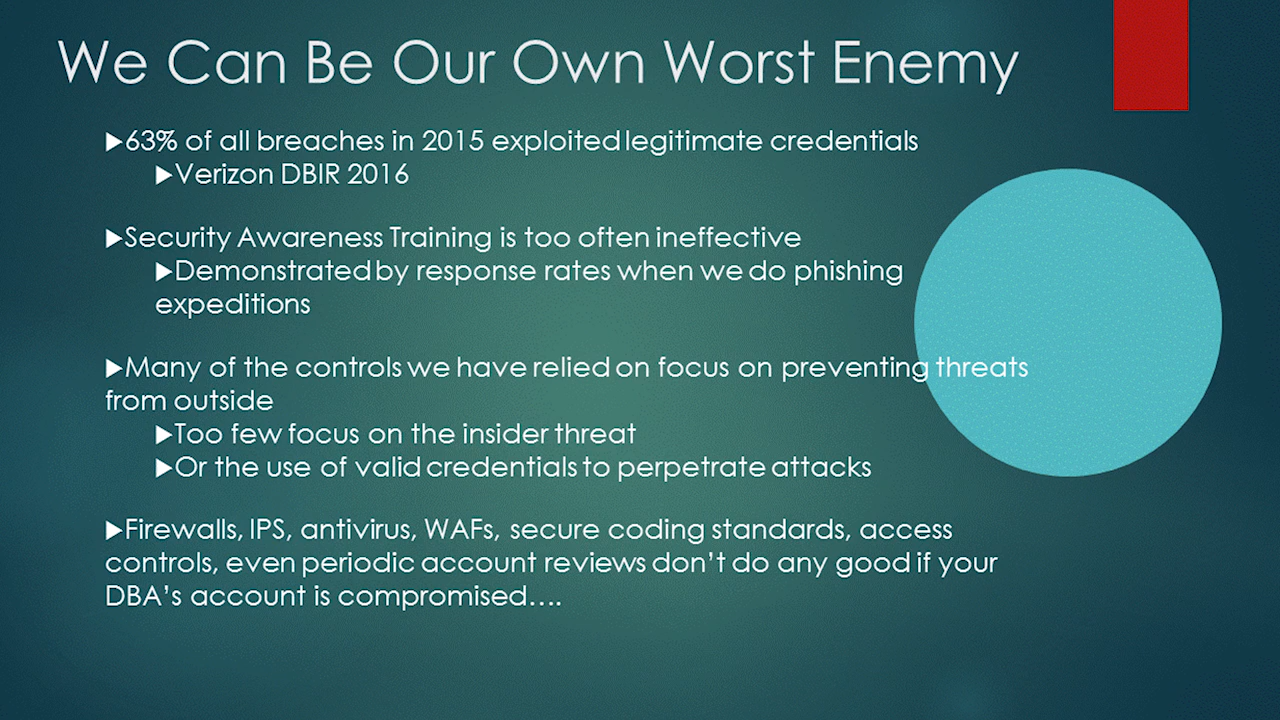 We Can Be Our Own Worst Enemy
▶63% of all breaches in 2015 exploited legitimate credentials
▶Verizon DBIR 2016
▶Security Awareness Training is too often ineffective
▶Demonstrated by response rates when we do phishing
expeditions
▶Many of the controls we have relied on focus on preventing threats
from outside
▶Too few focus on the insider threat
▶Or the use of valid credentials to perpetrate attacks
▶Firewalls, IPS, antivirus, WAFs, secure coding standards, access
controls, even periodic account reviews don’t do any good if your
DBA’s account is compromised….